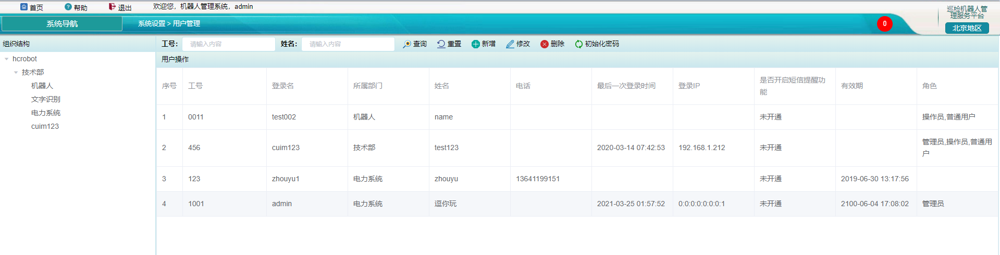 首页 帮助 退出 欢迎您，机器人管理系统，admin
巡检机器人管
理服务平台
北京地区
系统导航 系统设置 > 用户管理 0
组织结构
hcrobot
技术部
机器人
文字识别
电力系统
cuim123
工号： 请输入内容 姓名： 请输入内容 查询 重置 新增 修改 删除 初始化密码
用户操作
序号 工号 登录名 所属部门 姓名 电话 最后一次登录时间 登录IP 是否开启短信提醒功
能 有效期 角色
1 0011 test002 机器人 name 未开通 操作员,普通用户
2 456 cuim123 技术部 test123 2020-03-14 07:42:53 192.168.1.212 未开通 管理员,操作员,普通用
户
3 123 zhouyu1 电力系统 zhouyu 13641199151 未开通 2019-06-30 13:17:56
4 1001 admin 电力系统 逗你玩 2021-03-25 01:57:52 0:0:0:0:0:0:0:1 未开通 2100-06-04 17:08:02 管理员